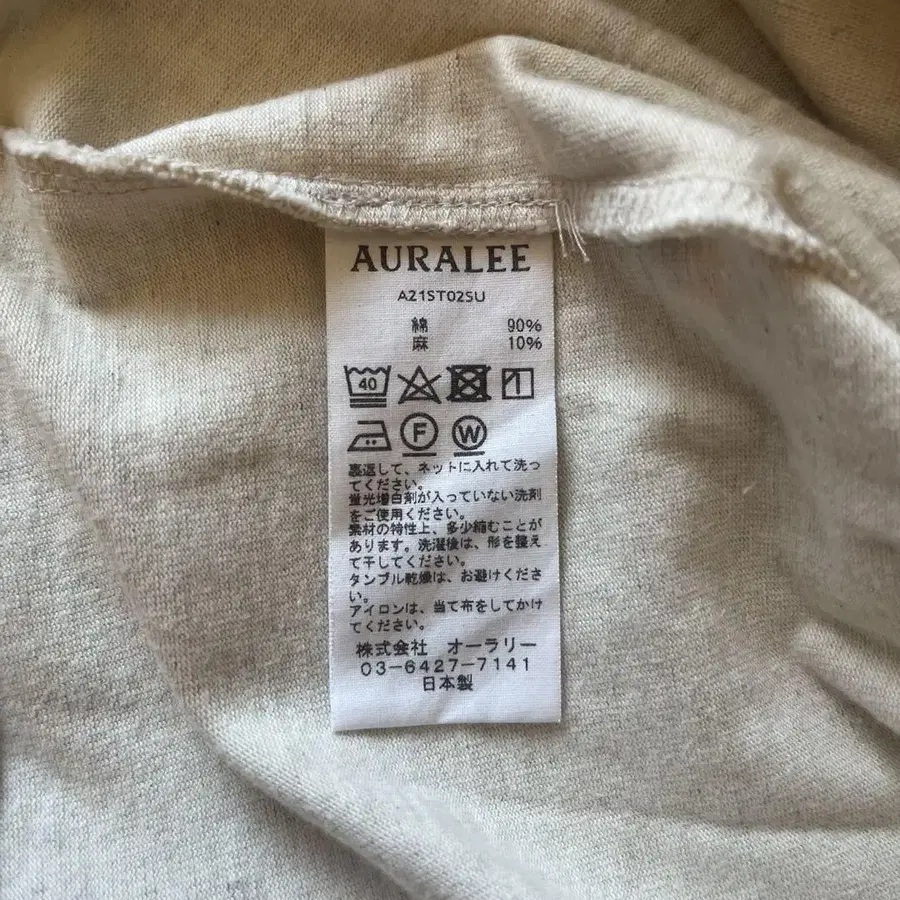 AURALEE
A21ST02SU
綿 90%
麻 10%
40
F W
裏返して、ネットに入れて洗っ
てください。
蛍光増白剤が入っていない洗剤
をご使用ください。
素材の特性上、多少縮むことが
あります。洗濯後は、形を整え
て干してください。
タンブル乾燥は、お避けくださ
い。
アイロンは、当て布をしてかけ
てください。
株式会社 オーラリー
03-6427-7141
日本製